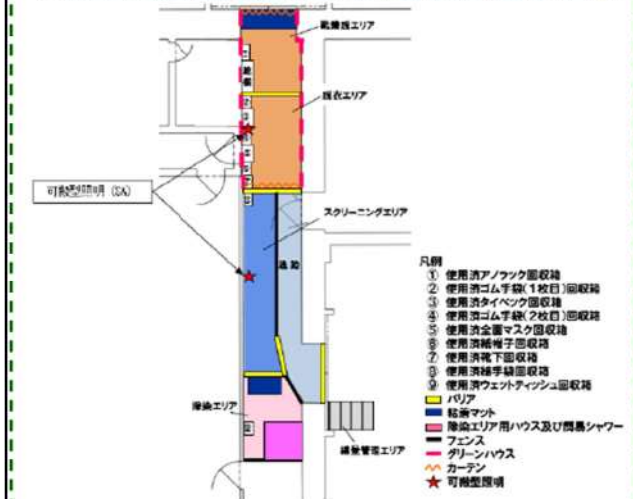 靴着脱エリア
脱衣エリア
可搬型照明 (SA)
スクリーニングエリア
通路
除染エリア
線量管理エリア
凡例
① 使用済アノラック回収箱
② 使用済ゴム手袋(1枚目)回収箱
③ 使用済タイベック回収箱
④ 使用済ゴム手袋(2枚目)回収箱
⑤ 使用済全面マスク回収箱
⑥ 使用済綿帽子回収箱
⑦ 使用済靴下回収箱
⑧ 使用済綿手袋回収箱
⑨ 使用済ウェットティッシュ回収箱
バリア
粘着マット
除染エリア用ハウス及び簡易シャワー
フェンス
グリーンハウス
カーテン
可搬型照明